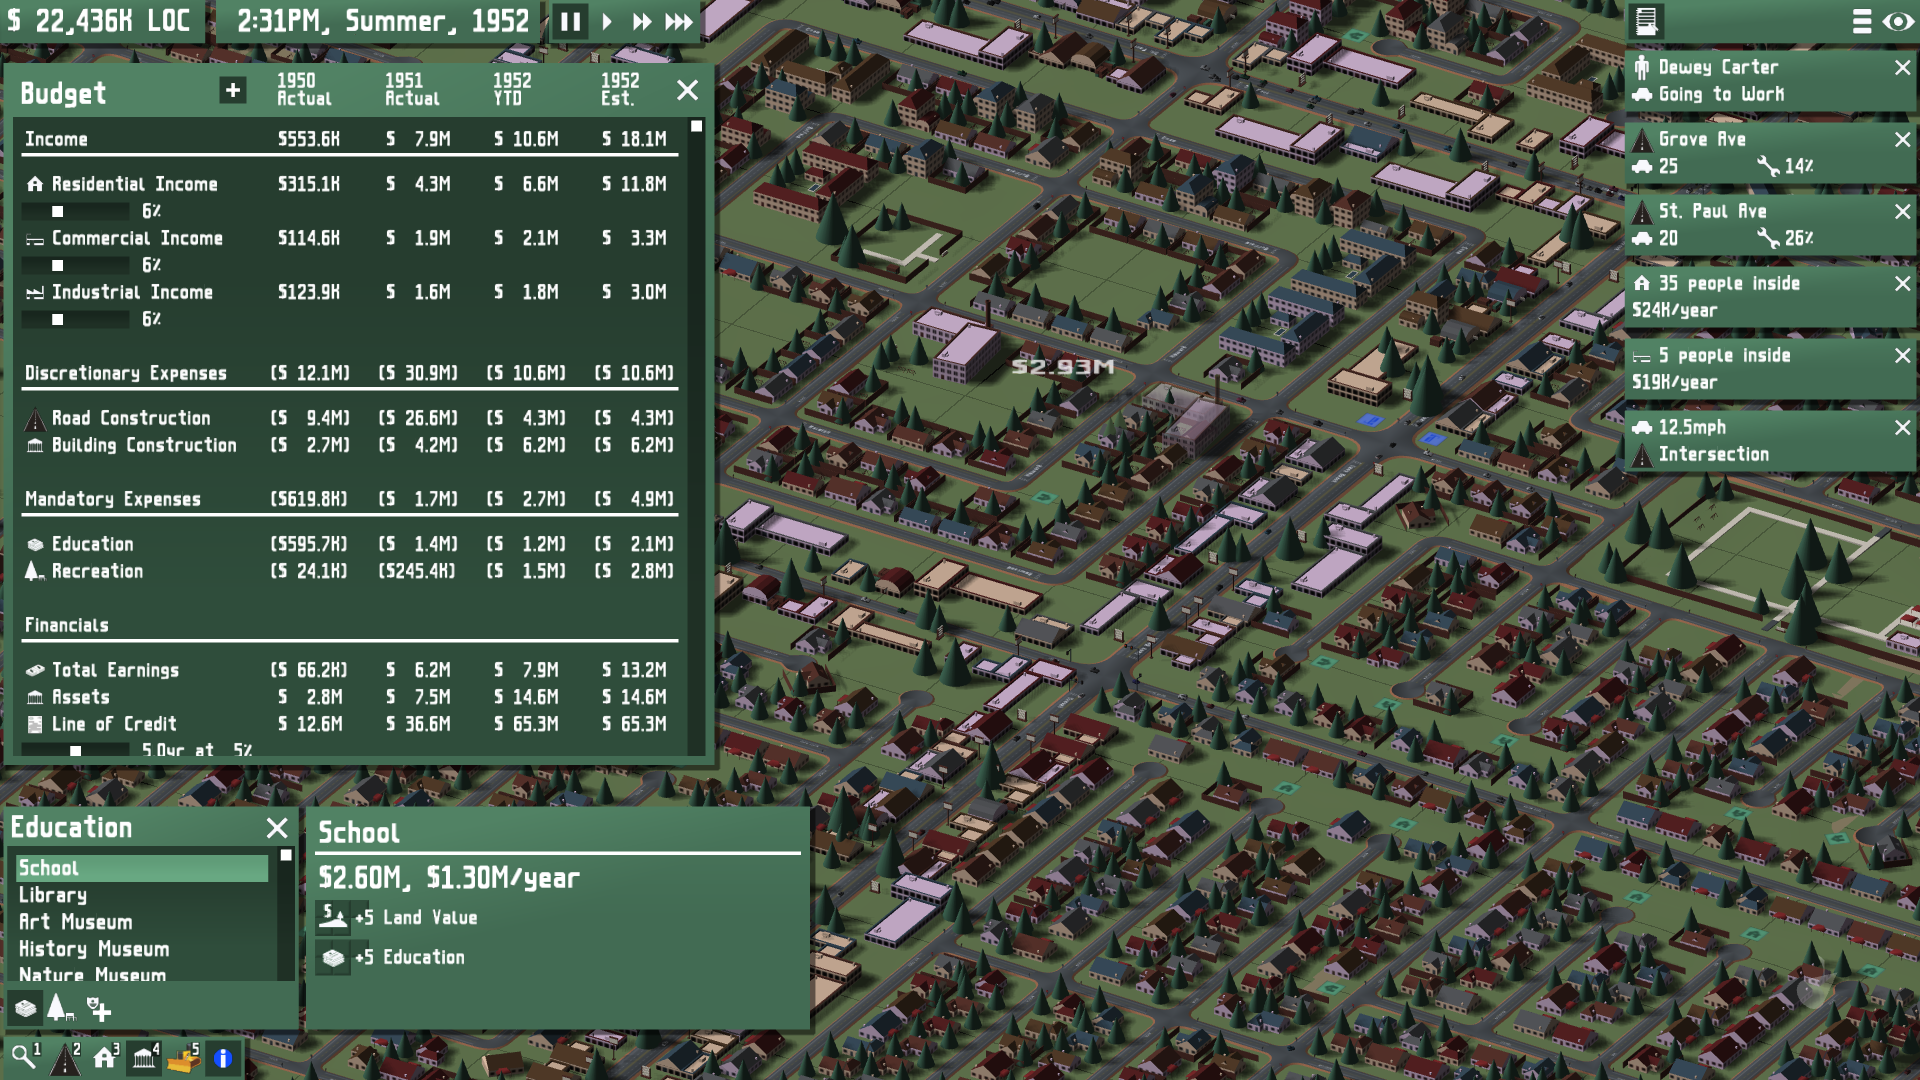 $ 22,436K LOC
2:31PM, Summer, 1952
Budget
+
1950 Actual
1951 Actual
1952 YTD
1952 Est.
Income $553.6K $ 7.9M $ 10.6M $ 18.1M
Residential Income $315.1K $ 4.3M $ 6.6M $ 11.8M
6%
Commercial Income $114.6K $ 1.9M $ 2.1M $ 3.3M
6%
Industrial Income $123.9K $ 1.6M $ 1.8M $ 3.0M
6%
Discretionary Expenses ($ 12.1M) ($ 30.9M) ($ 10.6M) ($ 10.6M)
Road Construction ($ 9.4M) ($ 26.6M) ($ 4.3M) ($ 4.3M)
Building Construction ($ 2.7M) ($ 4.2M) ($ 6.2M) ($ 6.2M)
Mandatory Expenses ($619.8K) ($ 1.7M) ($ 2.7M) ($ 4.9M)
Education ($595.7K) ($ 1.4M) ($ 1.2M) ($ 2.1M)
Recreation ($ 24.1K) ($245.4K) ($ 1.5M) ($ 2.8M)
Financials
Total Earnings ($ 66.2K) $ 6.2M $ 7.9M $ 13.2M
Assets $ 2.8M $ 7.5M $ 14.6M $ 14.6M
Line of Credit $ 12.6M $ 36.6M $ 65.3M $ 65.3M
5.0yr at 5%
$2.93M
Dewey Carter
Going to Work
Grove Ave
25 14%
St. Paul Ave
20 26%
35 people inside
$24K/year
5 people inside
$19K/year
12.5mph
Intersection
Education
School
Library
Art Museum
History Museum
Nature Museum
School
$2.60M, $1.30M/year
+5 Land Value
+5 Education
1 2 3 4 5